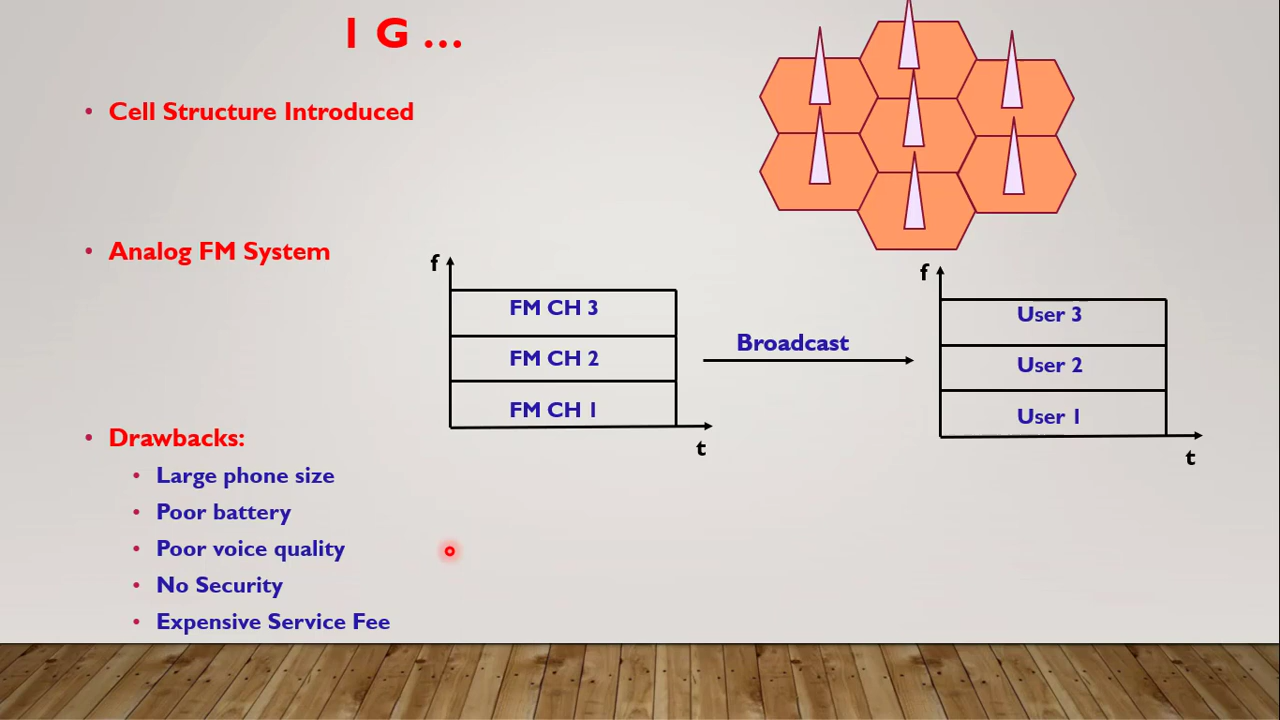 1 G ...
• Cell Structure Introduced
• Analog FM System
f
FM CH 3
FM CH 2
FM CH 1
t
Broadcast
f
User 3
User 2
User 1
t
• Drawbacks:
• Large phone size
• Poor battery
• Poor voice quality
• No Security
• Expensive Service Fee